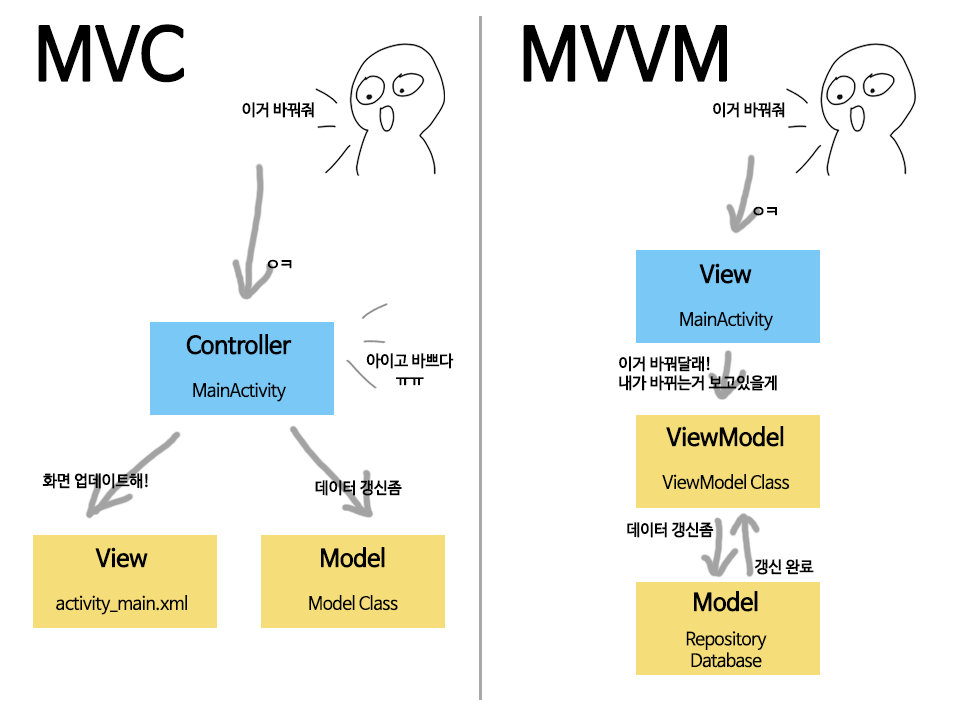 MVC
이거 바꿔줘
ㅇㅋ
Controller
MainActivity
아이고 바쁘다
ㅠㅠ
화면 업데이트해!
데이터 갱신좀
View
activity_main.xml
Model
Model Class
MVVM
이거 바꿔줘
ㅇㅋ
View
MainActivity
이거 바꿔달래!
내가 바뀌는거 보고있을게
ViewModel
ViewModel Class
데이터 갱신좀
갱신 완료
Model
Repository
Database